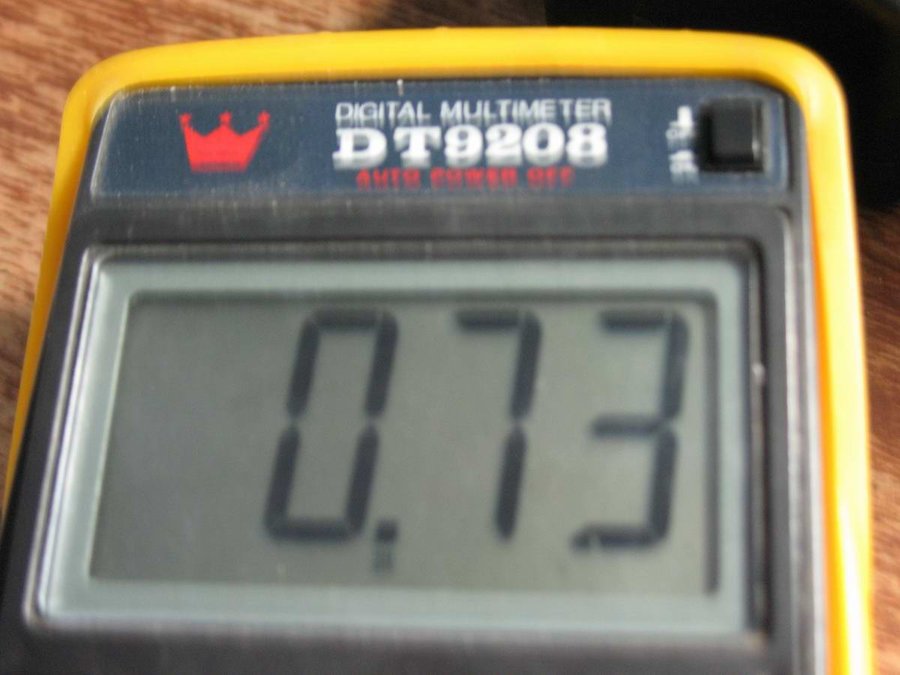 DIGITAL MULTIMETER
DT9208
AUTO POWER OFF
0.73